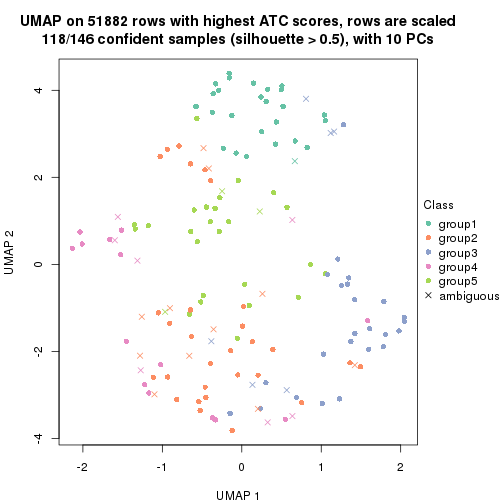 UMAP on 51882 rows with highest ATC scores, rows are scaled
118/146 confident samples (silhouette > 0.5), with 10 PCs
4
2
0
-2
-4
UMAP 2
-2
-1
0
1
2
UMAP 1
Class
group1
group2
group3
group4
group5
ambiguous